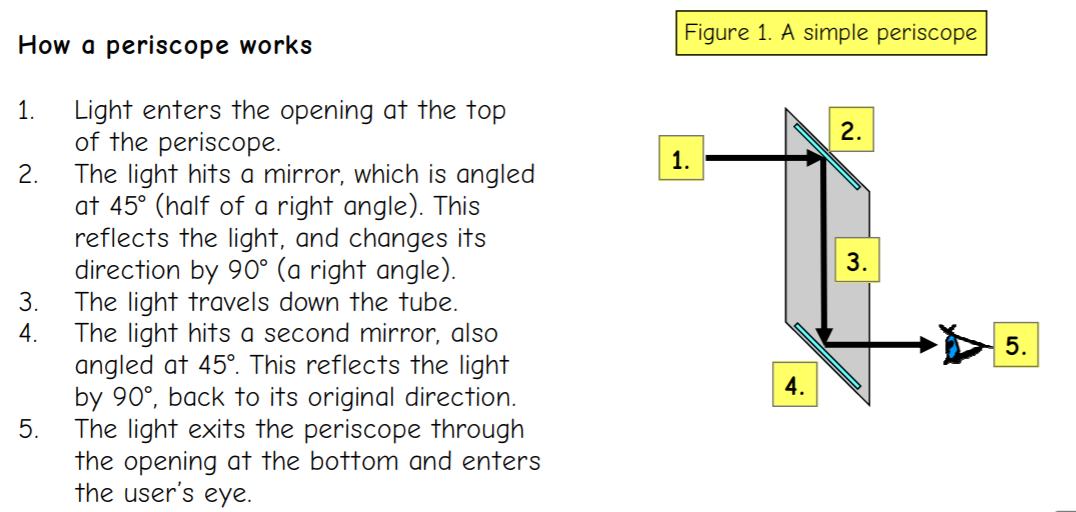 How a periscope works
1. Light enters the opening at the top
of the periscope.
2. The light hits a mirror, which is angled
at 45° (half of a right angle). This
reflects the light, and changes its
direction by 90° (a right angle).
3. The light travels down the tube.
4. The light hits a second mirror, also
angled at 45°. This reflects the light
by 90°, back to its original direction.
5. The light exits the periscope through
the opening at the bottom and enters
the user's eye.
Figure 1. A simple periscope
1.
2.
3.
4.
5.